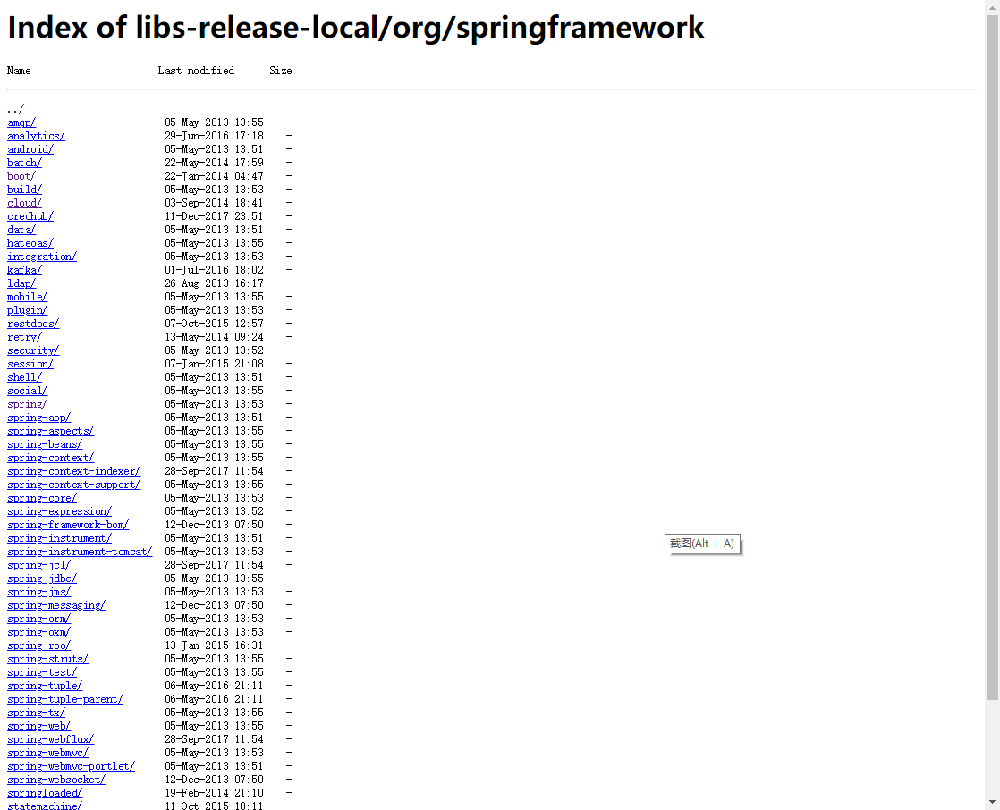 Index of libs-release-local/org/springframework
Name Last modified Size
../
amqp/ 05-May-2013 13:55 -
analytics/ 29-Jun-2016 17:18 -
android/ 05-May-2013 13:51 -
batch/ 22-May-2014 17:59 -
boot/ 22-Jan-2014 04:47 -
build/ 05-May-2013 13:53 -
cloud/ 03-Sep-2014 18:41 -
credhub/ 11-Dec-2017 23:51 -
data/ 05-May-2013 13:51 -
hateoas/ 05-May-2013 13:55 -
integration/ 05-May-2013 13:53 -
kafka/ 01-Jul-2016 18:02 -
ldap/ 26-Aug-2013 16:17 -
mobile/ 05-May-2013 13:55 -
plugin/ 05-May-2013 13:53 -
restdocs/ 07-Oct-2015 12:57 -
retry/ 13-May-2014 09:24 -
security/ 05-May-2013 13:52 -
session/ 07-Jan-2015 21:08 -
shell/ 05-May-2013 13:51 -
social/ 05-May-2013 13:55 -
spring/ 05-May-2013 13:53 -
spring-aop/ 05-May-2013 13:51 -
spring-aspects/ 05-May-2013 13:55 -
spring-beans/ 05-May-2013 13:55 -
spring-context/ 05-May-2013 13:55 -
spring-context-indexer/ 28-Sep-2017 11:54 -
spring-context-support/ 05-May-2013 13:55 -
spring-core/ 05-May-2013 13:53 -
spring-expression/ 05-May-2013 13:52 -
spring-framework-bom/ 12-Dec-2013 07:50 -
spring-instrument/ 05-May-2013 13:51 -
截图(Alt + A)
spring-instrument-tomcat/ 05-May-2013 13:53 -
spring-jcl/ 28-Sep-2017 11:54 -
spring-jdbc/ 05-May-2013 13:55 -
spring-jms/ 05-May-2013 13:53 -
spring-messaging/ 12-Dec-2013 07:50 -
spring-orm/ 05-May-2013 13:53 -
spring-oxm/ 05-May-2013 13:53 -
spring-roo/ 13-Jan-2015 16:31 -
spring-struts/ 05-May-2013 13:55 -
spring-test/ 05-May-2013 13:55 -
spring-tuple/ 06-May-2016 21:11 -
spring-tuple-parent/ 06-May-2016 21:11 -
spring-tx/ 05-May-2013 13:55 -
spring-web/ 05-May-2013 13:55 -
spring-webflux/ 28-Sep-2017 11:54 -
spring-webmvc/ 05-May-2013 13:53 -
spring-webmvc-portlet/ 05-May-2013 13:51 -
spring-websocket/ 12-Dec-2013 07:50 -
springloaded/ 19-Feb-2014 21:10 -
statemachine/ 11-Oct-2015 18:11 -